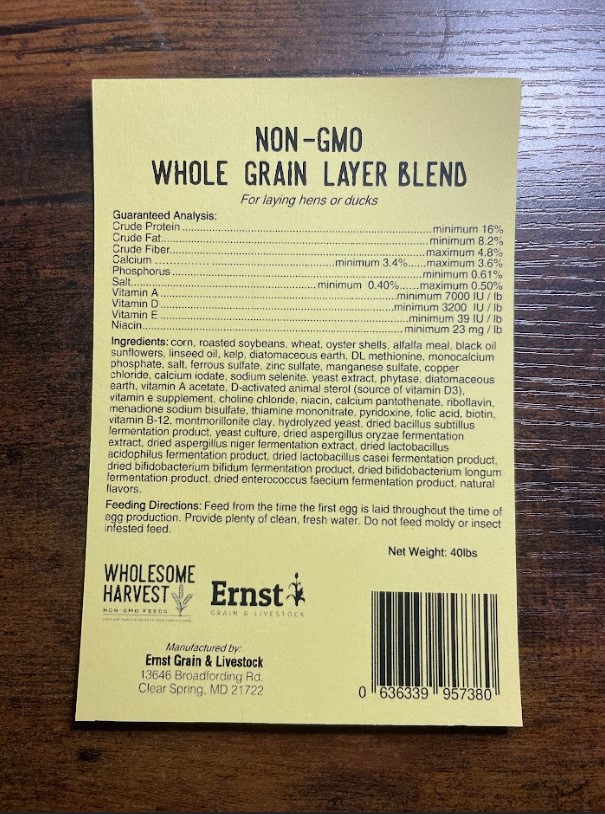 NON-GMO
WHOLE GRAIN LAYER BLEND
For laying hens or ducks
Guaranteed Analysis:
Crude Protein ........ minimum 16%
Crude Fat ........ minimum 8.2%
Crude Fiber ........ maximum 4.8%
Calcium ........ minimum 3.4% ..... maximum 3.6%
Phosphorus ........ minimum 0.61%
Salt ........ minimum 0.40% ...... maximum 0.50%
Vitamin A ........ minimum 7000 IU / lb
Vitamin D ........ minimum 3200 IU / lb
Vitamin E ........ minimum 39 IU / lb
Niacin ........ minimum 23 mg / lb
Ingredients: corn, roasted soybeans, wheat, oyster shells, alfalfa meal, black oil
sunflowers, linseed oil, kelp, diatomaceous earth, DL methionine, monocalcium
phosphate, salt, ferrous sulfate, zinc sulfate, manganese sulfate, copper
chloride, calcium iodate, sodium selenite, yeast extract, phytase, diatomaceous
earth, vitamin A acetate, D-activated animal sterol (source of vitamin D3),
vitamin e supplement, choline chloride, niacin, calcium pantothenate, riboflavin,
menadione sodium bisulfate, thiamine mononitrate, pyridoxine, folic acid, biotin,
vitamin B-12, montmorillonite clay, hydrolyzed yeast, dried bacillus subtillus
fermentation product, yeast culture, dried aspergillus oryzae fermentation
extract, dried aspergillus niger fermentation extract, dried lactobacillus
acidophilus fermentation product, dried lactobacillus casei fermentation product,
dried bifidobacterium bifidum fermentation product, dried bifidobacterium longum
fermentation product, dried enterococcus faecium fermentation product, natural
flavors.
Feeding Directions: Feed from the time the first egg is laid throughout the time of
egg production. Provide plenty of clean, fresh water. Do not feed moldy or insect
infested feed.
Net Weight: 40lbs
WHOLESOME
HARVEST
NON-GMO FEEDS
Ernst
GRAIN & LIVESTOCK
Manufactured by:
Ernst Grain & Livestock
13646 Broadfording Rd.
Clear Spring, MD 21722
0 636339 957380